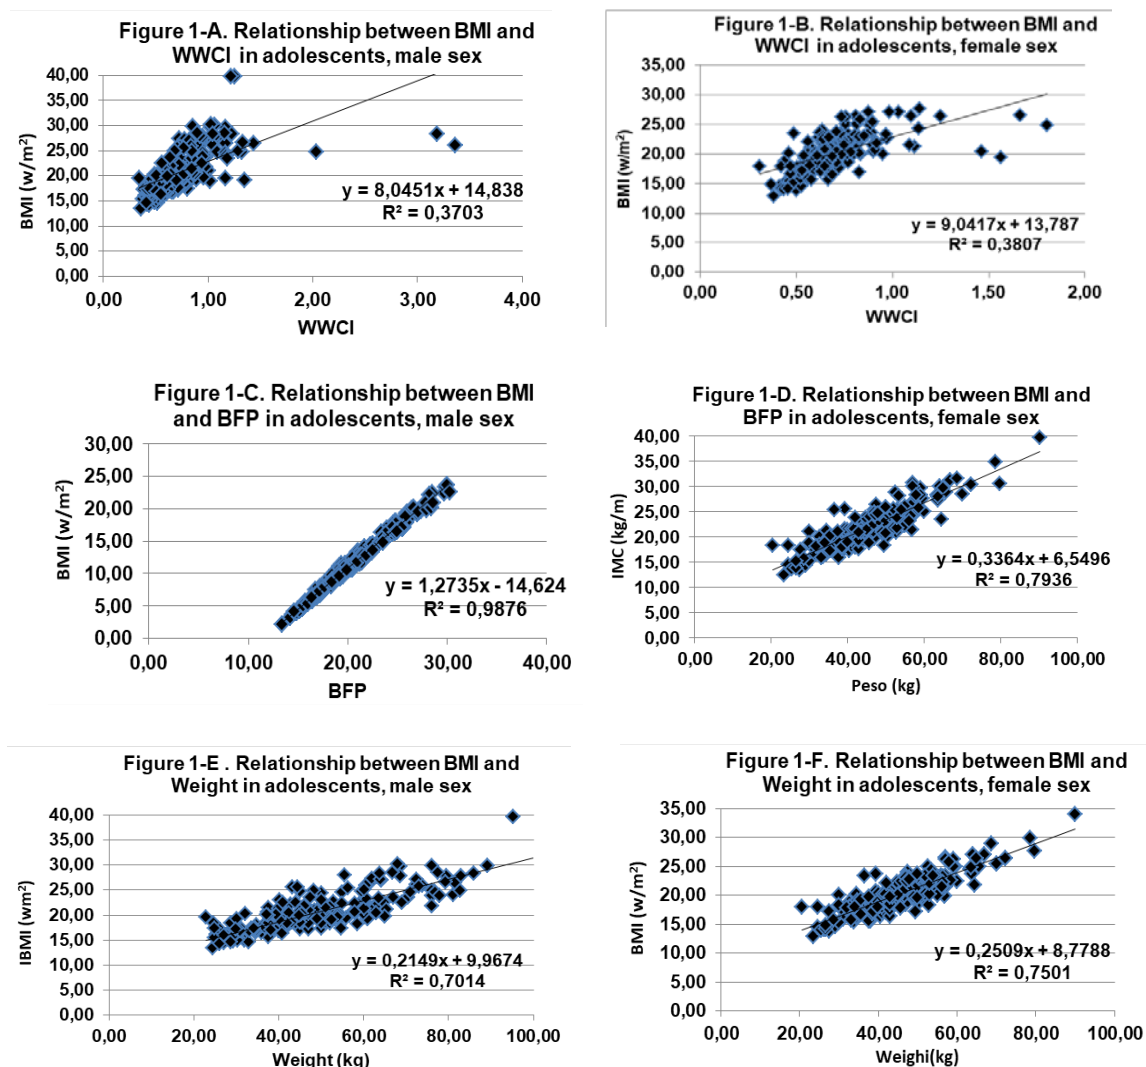 Figure 1-A. Relationship between BMI and
WWCI in adolescents, male sex
40,00
35,00
30,00
25,00
20,00
15,00
10,00
5,00
0,00
BMI (w/m²)
y = 8,0451x + 14,838
R² = 0,3703
0,00 1,00 2,00 3,00 4,00
WWCI
Figure 1-B. Relationship between BMI and
WWCI in adolescents, female sex
35,00
30,00
25,00
20,00
15,00
10,00
5,00
0,00
BMI (w/m²)
y = 9,0417x + 13,787
R² = 0,3807
0,00 0,50 1,00 1,50 2,00
WWCI
Figure 1-C. Relationship between BMI
and BFP in adolescents, male sex
30,00
25,00
20,00
15,00
10,00
5,00
0,00
BMI (w/m²)
y = 1,2735x - 14,624
R² = 0,9876
0,00 10,00 20,00 30,00 40,00
BFP
Figure 1-D. Relationship between BMI and
BFP in adolescents, female sex
40,00
35,00
30,00
25,00
20,00
15,00
10,00
5,00
0,00
IMC (kg/m)
y = 0,3364x + 6,5496
R² = 0,7936
0,00 20,00 40,00 60,00 80,00 100,00
Peso (kg)
Figure 1-E . Relationship between BMI and
Weight in adolescents, male sex
40,00
35,00
30,00
25,00
20,00
15,00
10,00
5,00
0,00
IBMI (wm²)
y = 0,2149x + 9,9674
R² = 0,7014
20,00 40,00 60,00 80,00 100,00
Weight (kg)
Figure 1-F. Relationship between BMI and
Weight in adolescents, female sex
35,00
30,00
25,00
20,00
15,00
10,00
5,00
0,00
BMI (w/m²)
y = 0,2509x + 8,7788
R² = 0,7501
0,00 20,00 40,00 60,00 80,00 100,00
Weighi(kg)